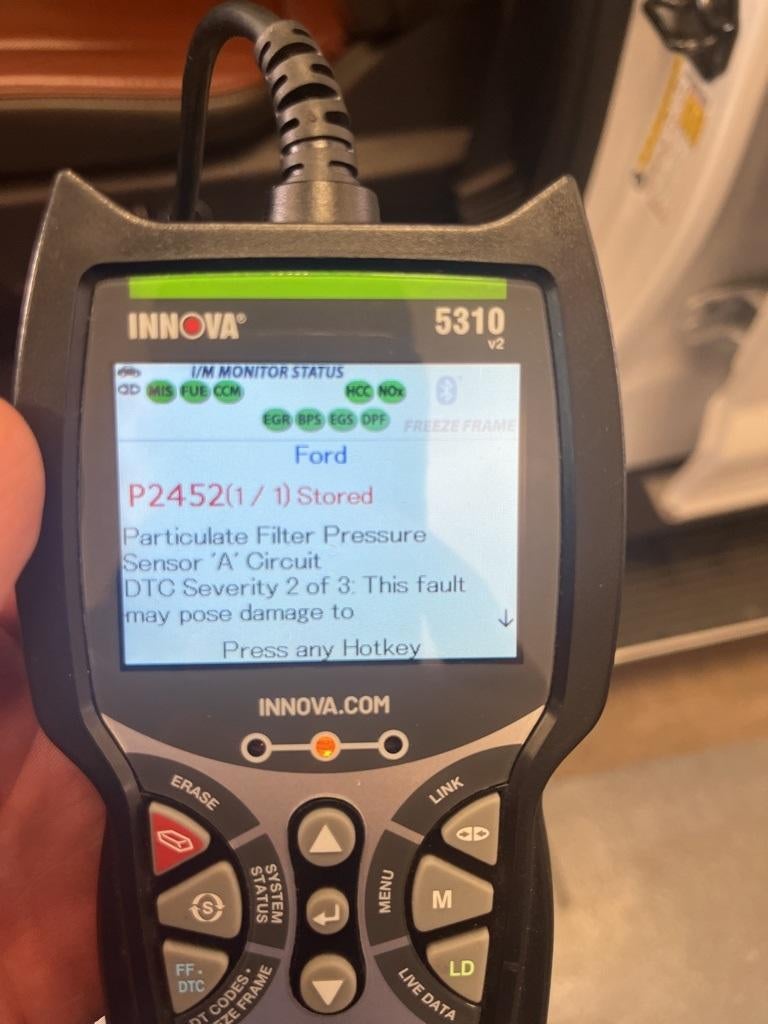 INNOVA®
5310
v2
I/M MONITOR STATUS
MIS FUE CCM HCC NOx
EGR BPS EGS DPF
FREEZE FRAME
Ford
P2452(1 / 1) Stored
Particulate Filter Pressure
Sensor 'A' Circuit
DTC Severity 2 of 3: This fault
may pose damage to
Press any Hotkey
INNOVA.COM
ERASE
LINK
SYSTEM
STATUS
S
MENU
M
FF•
DTC
LD
LIVE DATA
DT CODES•
ZE FRAME